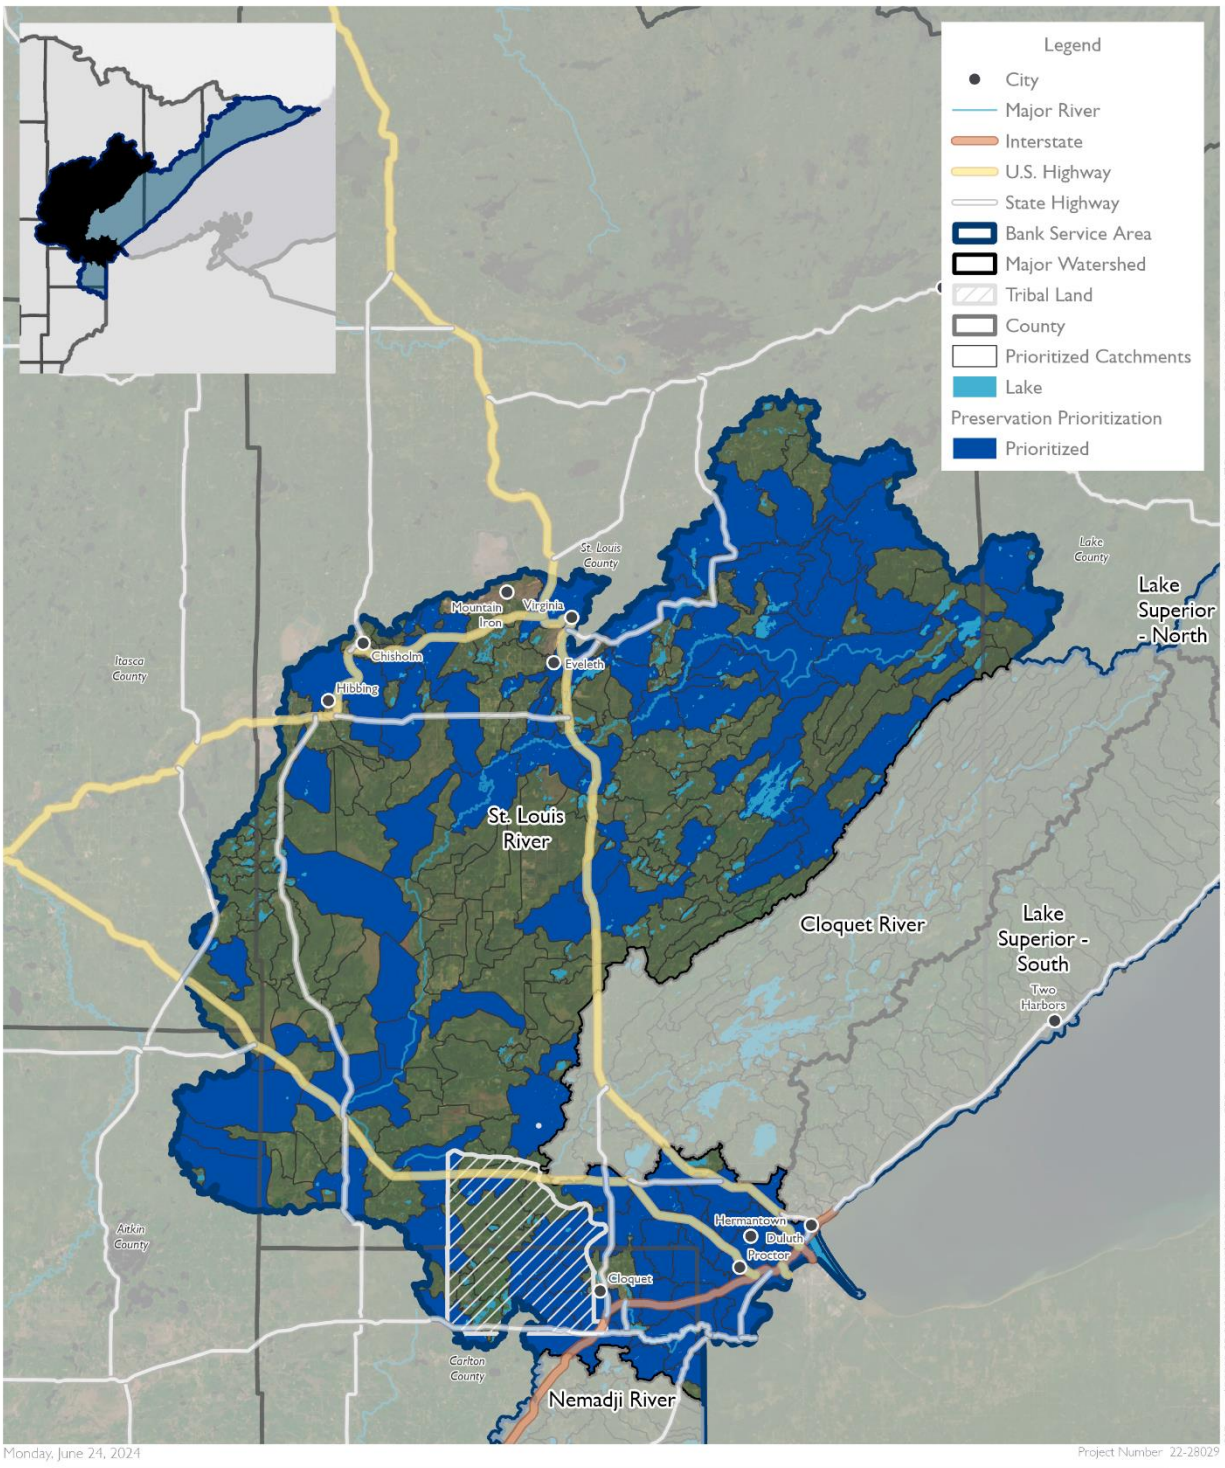 Legend
City
Major River
Interstate
U.S. Highway
State Highway
Bank Service Area
Major Watershed
Tribal Land
County
Prioritized Catchments
Lake
Preservation Prioritization
Prioritized
St. Louis
County
Lake
County
Lake
Superior
- North
Mountain
Iron
Virginia
Chisholm
Eveleth
Itasca
County
Hibbing
St. Louis
River
Cloquet River
Lake
Superior -
South
Two
Harbors
Aitkin
County
Hermantown
Duluth
Proctor
Cloquet
Carlton
County
Nemadji River
Monday, June 24, 2024
Project Number 22-28029